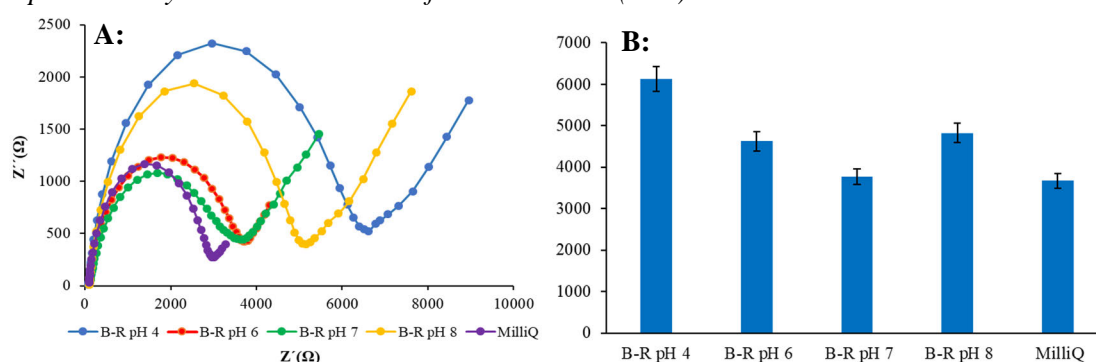 A:
Z´´(Ω)
2500
2000
1500
1000
500
0
0 2000 4000 6000 8000 10000
B-R pH 4 B-R pH 6 B-R pH 7 B-R pH 8 MilliQ
Z´(Ω)
B:
7000
6000
5000
4000
3000
2000
1000
0
B-R pH 4 B-R pH 6 B-R pH 7 B-R pH 8 MilliQ